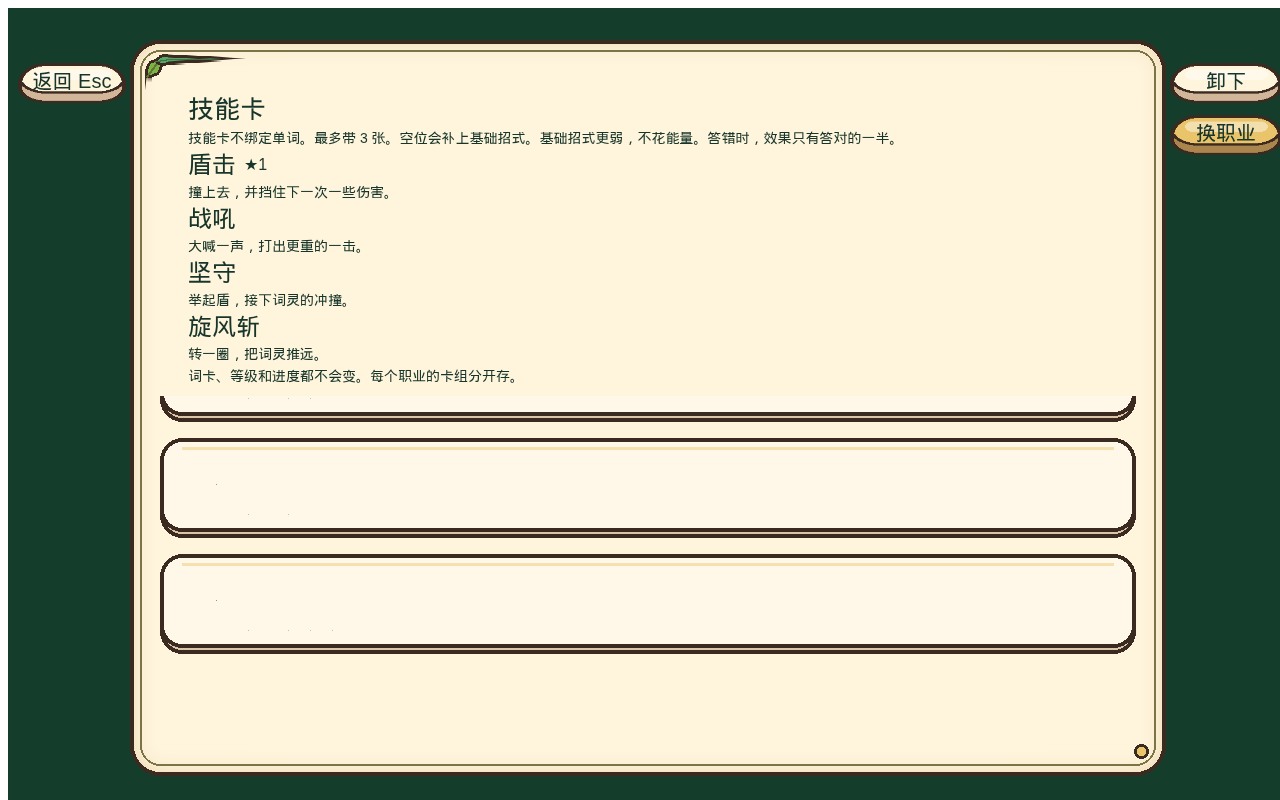 返回 Esc
卸下
换职业
技能卡
技能卡不绑定单词。最多带 3 张。空位会补上基础招式。基础招式更弱，不花能量。答错时，效果只有答对的一半。
盾击 ★1
撞上去，并挡住下一次一些伤害。
战吼
大喊一声，打出更重的一击。
坚守
举起盾，接下词灵的冲撞。
旋风斩
转一圈，把词灵推远。
词卡、等级和进度都不会变。每个职业的卡组分开存。